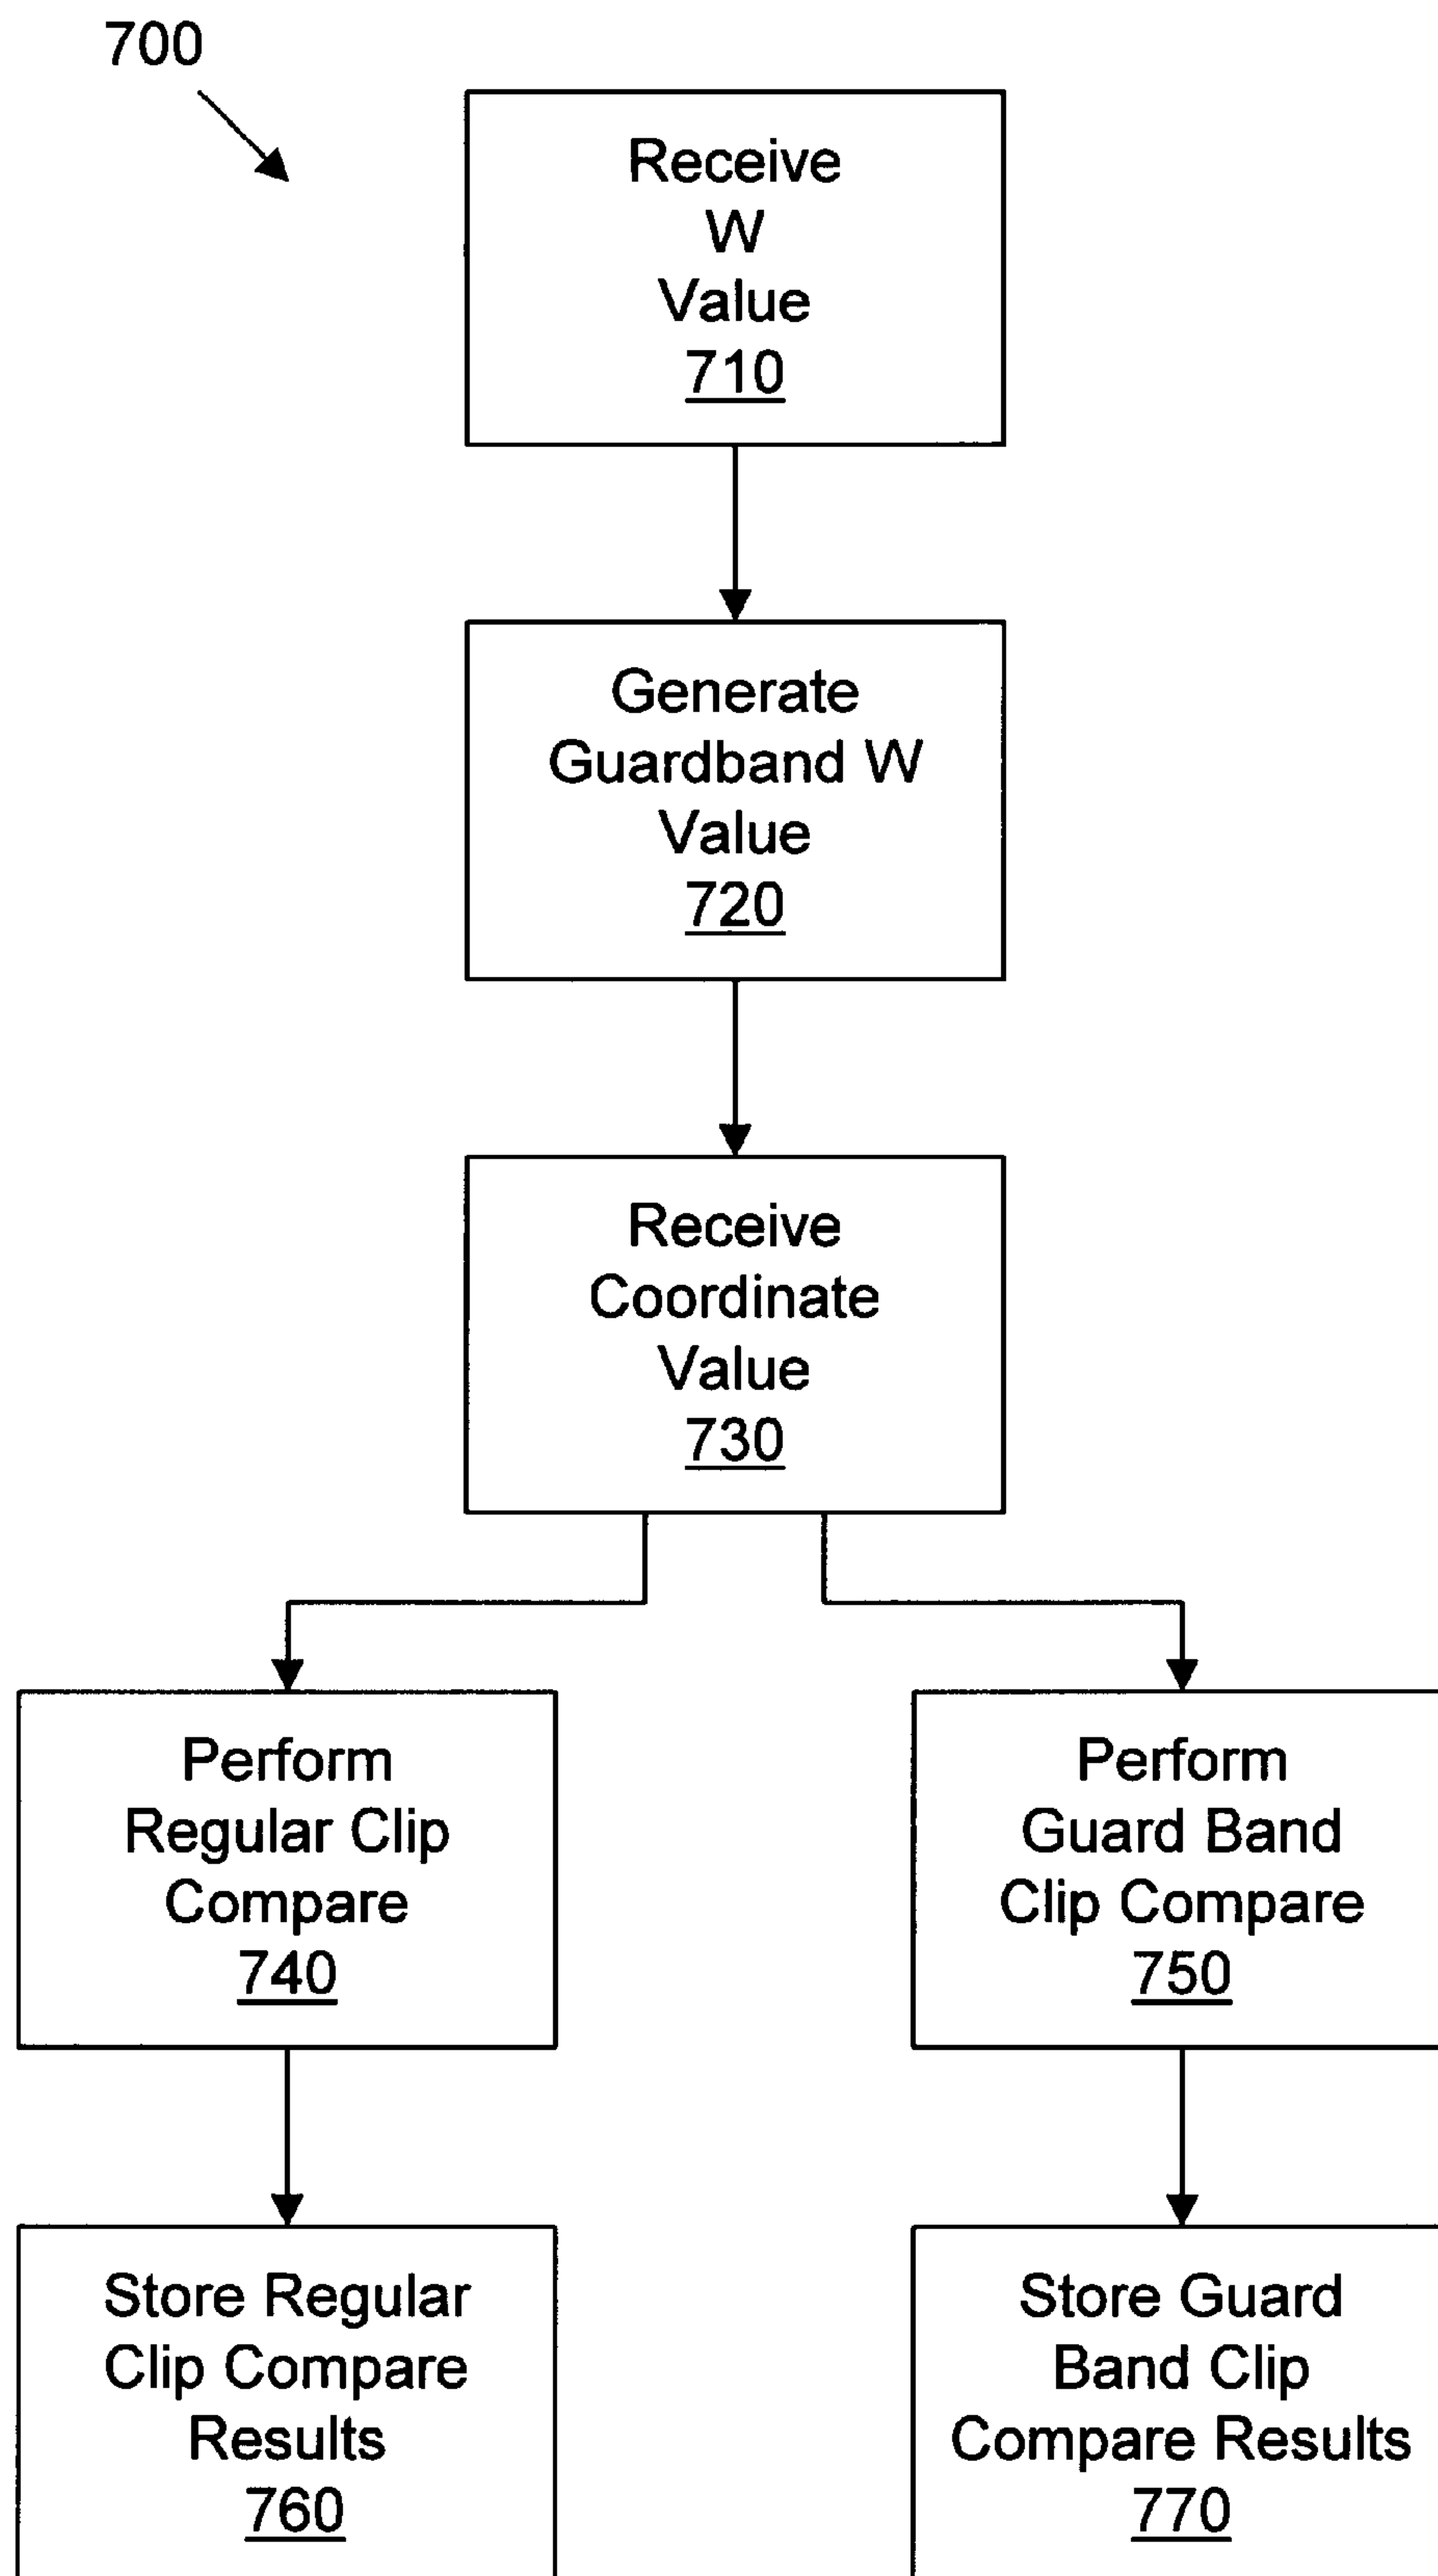 700
Receive
W
Value
710
Generate
Guardband W
Value
720
Receive
Coordinate
Value
730
Perform
Regular Clip
Compare
740
Perform
Guard Band
Clip Compare
750
Store Regular
Clip Compare
Results
760
Store Guard
Band Clip
Compare Results
770